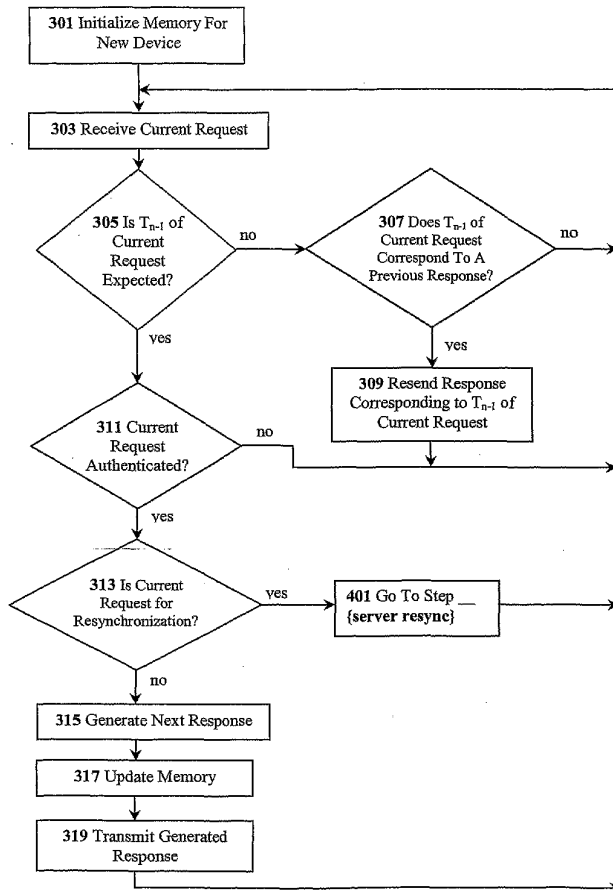 301 Initialize Memory For
New Device
303 Receive Current Request
305 Is Tn-1 of
Current
Request
Expected?
no
307 Does Tn-1 of
Current Request
Correspond To A
Previous Response?
no
yes
yes
309 Resend Response
Corresponding to Tn-1 of
Current Request
311 Current
Request
Authenticated?
no
yes
313 Is Current
Request for
Resynchronization?
yes
401 Go To Step __
{server resync}
no
315 Generate Next Response
317 Update Memory
319 Transmit Generated
Response